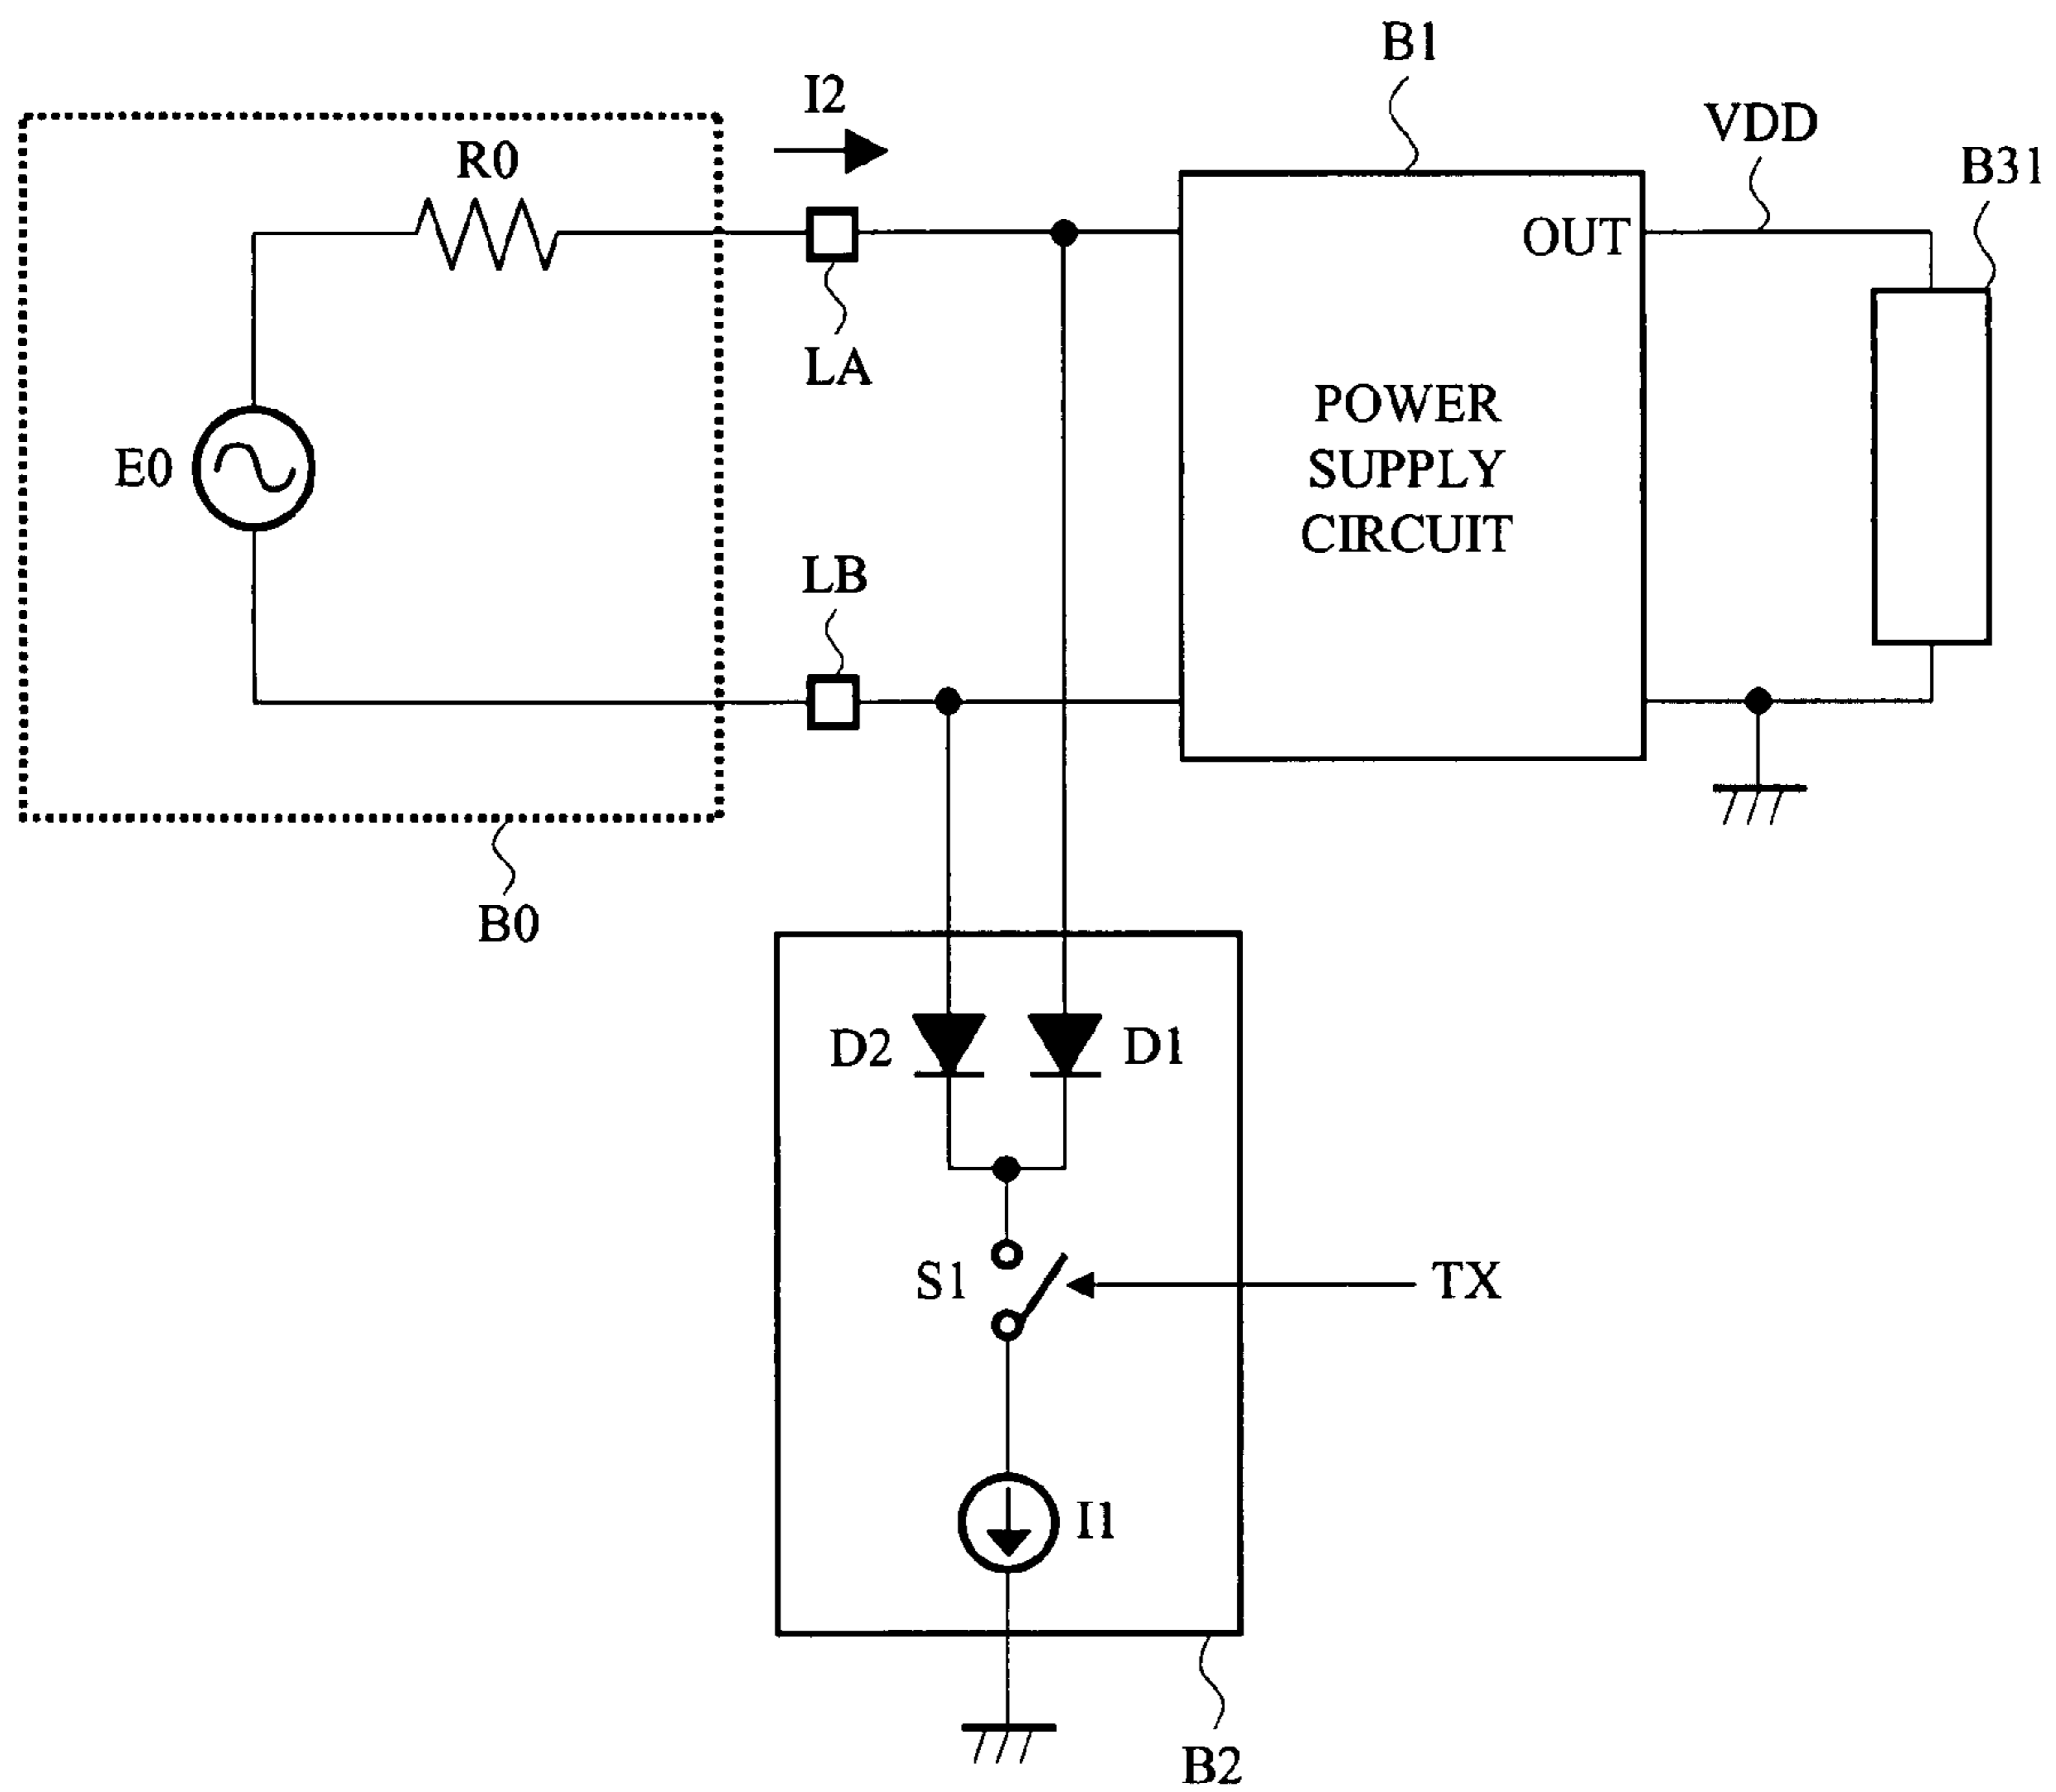 B1
I2
VDD
R0
B31
OUT
LA
POWER
SUPPLY
CIRCUIT
E0
LB
B0
D2
D1
S1
TX
I1
B2